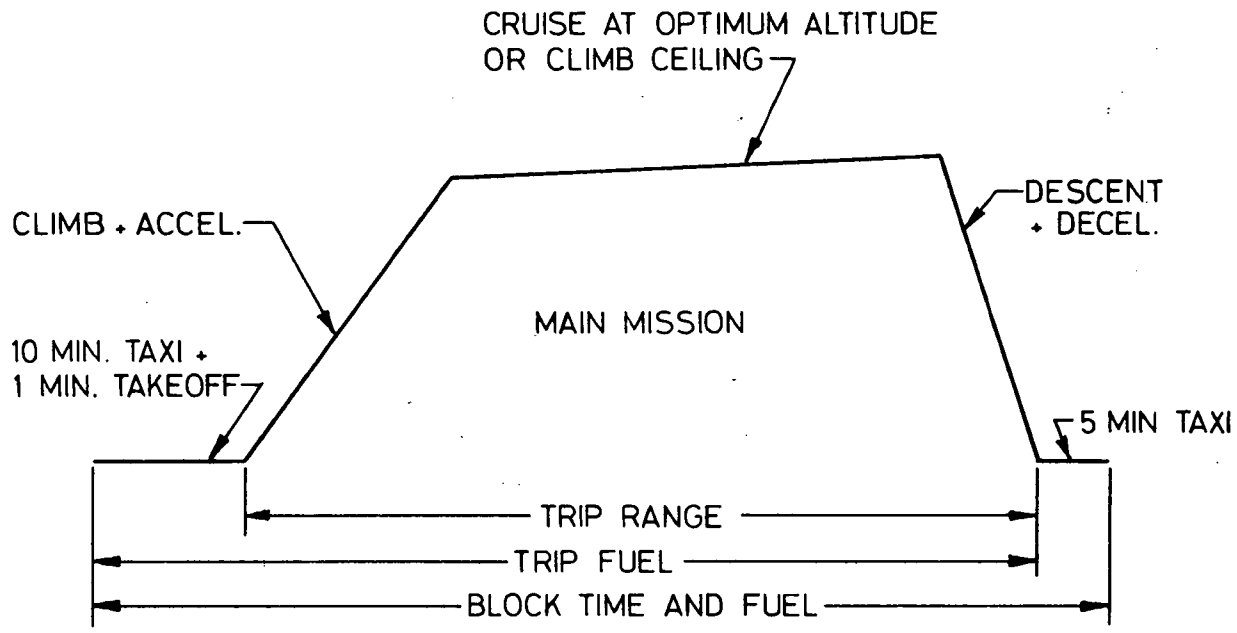 CRUISE AT OPTIMUM ALTITUDE
OR CLIMB CEILING
CLIMB + ACCEL.
DESCENT
+ DECEL.
MAIN MISSION
10 MIN. TAXI +
1 MIN. TAKEOFF
5 MIN TAXI
TRIP RANGE
TRIP FUEL
BLOCK TIME AND FUEL